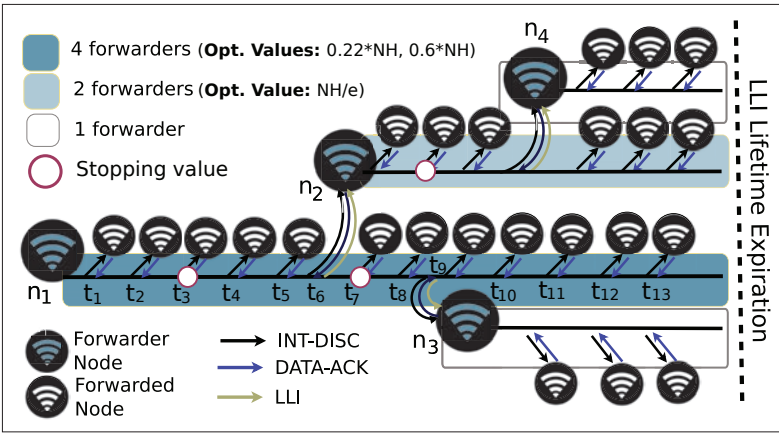 4 forwarders (Opt. Values: 0.22*NH, 0.6*NH)
2 forwarders (Opt. Value: NH/e)
1 forwarder
Stopping value
n4
n2
n1
t1 t2 t3 t4 t5 t6 t7 t8 t9 t10 t11 t12 t13
n3
Forwarder
Node
Forwarded
Node
INT-DISC
DATA-ACK
LLI
LLI Lifetime Expiration